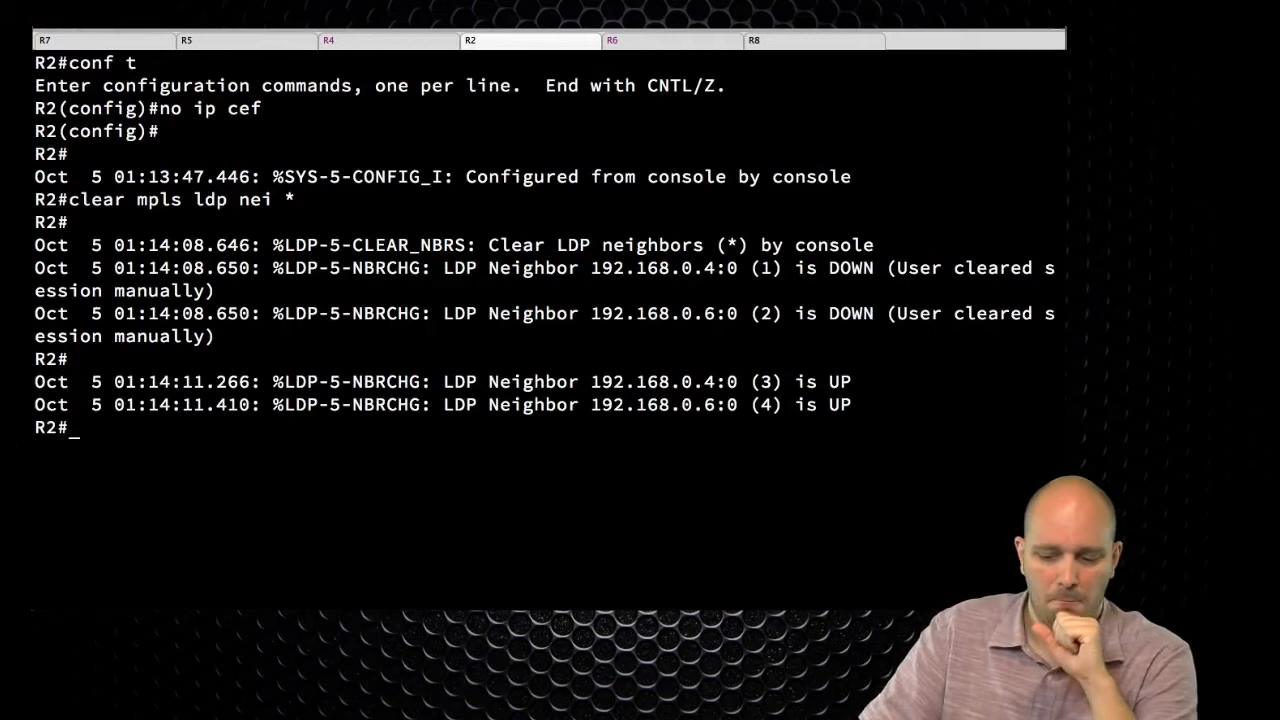 R7 R5 R4 R2 R6 R8
R2#conf t
Enter configuration commands, one per line.  End with CNTL/Z.
R2(config)#no ip cef
R2(config)#
R2#
Oct  5 01:13:47.446: %SYS-5-CONFIG_I: Configured from console by console
R2#clear mpls ldp nei *
R2#
Oct  5 01:14:08.646: %LDP-5-CLEAR_NBRS: Clear LDP neighbors (*) by console
Oct  5 01:14:08.650: %LDP-5-NBRCHG: LDP Neighbor 192.168.0.4:0 (1) is DOWN (User cleared s
ession manually)
Oct  5 01:14:08.650: %LDP-5-NBRCHG: LDP Neighbor 192.168.0.6:0 (2) is DOWN (User cleared s
ession manually)
R2#
Oct  5 01:14:11.266: %LDP-5-NBRCHG: LDP Neighbor 192.168.0.4:0 (3) is UP
Oct  5 01:14:11.410: %LDP-5-NBRCHG: LDP Neighbor 192.168.0.6:0 (4) is UP
R2#_